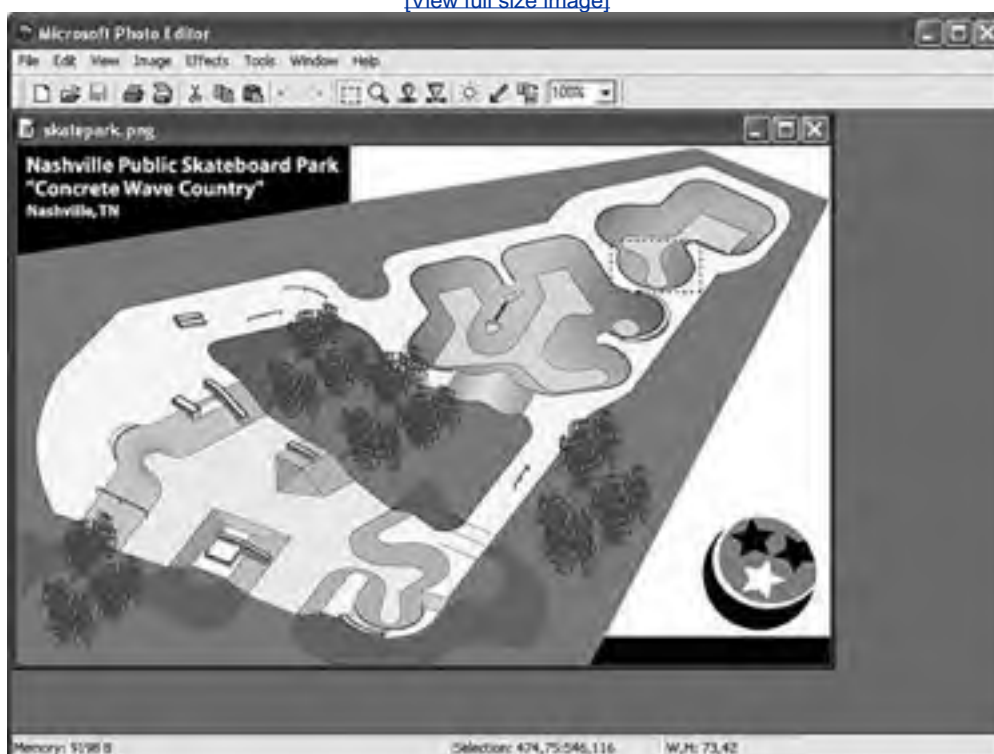 [View full size image]
Microsoft Photo Editor
File Edit View Image Effects Tools Window Help
100%
skatepark.png
Nashville Public Skateboard Park
"Concrete Wave Country"
Nashville, TN
Memory: 9198 B
Selection: 474,75:546,116
W,H: 73,42